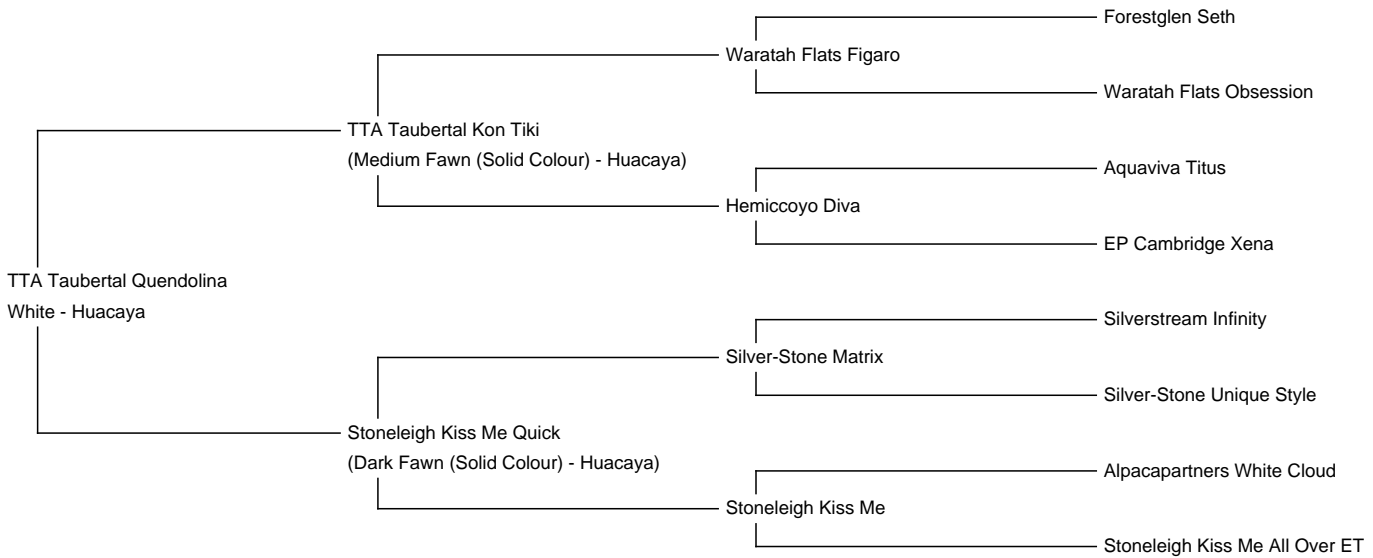 Forestglen Seth
Waratah Flats Figaro
Waratah Flats Obsession
TTA Taubertal Kon Tiki
(Medium Fawn (Solid Colour) - Huacaya)
Aquaviva Titus
Hemiccoyo Diva
EP Cambridge Xena
TTA Taubertal Quendolina
White - Huacaya
Silverstream Infinity
Silver-Stone Matrix
Silver-Stone Unique Style
Stoneleigh Kiss Me Quick
(Dark Fawn (Solid Colour) - Huacaya)
Alpacapartners White Cloud
Stoneleigh Kiss Me
Stoneleigh Kiss Me All Over ET